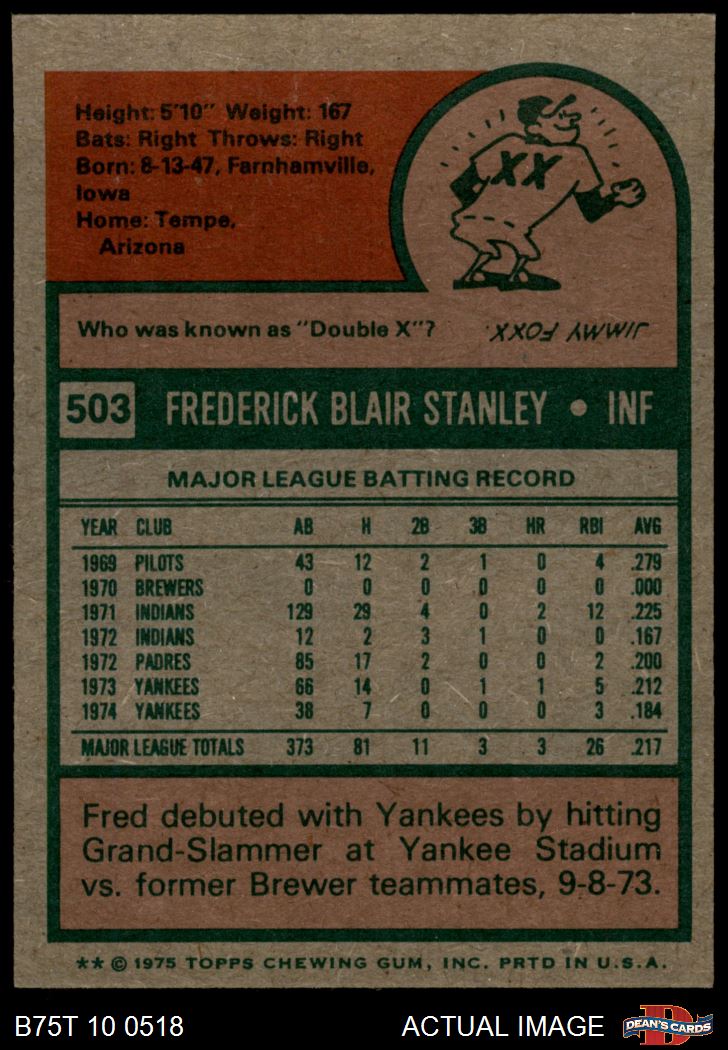 Height: 5'10" Weight: 167
Bats: Right Throws: Right
Born: 8-13-47, Farnhamville,
Iowa
Home: Tempe,
Arizona
XX
Who was known as "Double X"?
JIMMY FOXX.
503 FREDERICK BLAIR STANLEY • INF
MAJOR LEAGUE BATTING RECORD
YEAR CLUB AB H 2B 3B HR RBI AVG
1969 PILOTS 43 12 2 1 0 4 .279
1970 BREWERS 0 0 0 0 0 0 .000
1971 INDIANS 129 29 4 0 2 12 .225
1972 INDIANS 12 2 3 1 0 0 .167
1972 PADRES 85 17 2 0 0 2 .200
1973 YANKEES 66 14 0 1 1 5 .212
1974 YANKEES 38 7 0 0 0 3 .184
MAJOR LEAGUE TOTALS 373 81 11 3 3 26 .217
Fred debuted with Yankees by hitting
Grand-Slammer at Yankee Stadium
vs. former Brewer teammates, 9-8-73.
** © 1975 TOPPS CHEWING GUM, INC. PRTD IN U.S.A.
B75T 10 0518 ACTUAL IMAGE D DEAN'S CARDS